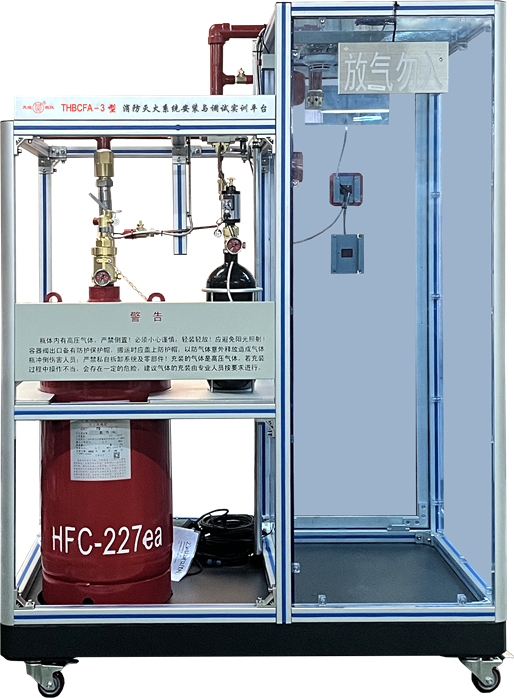 放气勿入
THBCFA-3型 消防灭火系统安装与调试实训平台
警告
瓶体内有高压气体，严禁倒置！必须小心谨慎，轻装轻放！应避免阳光照射！
容器阀出口备有防护保护帽，搬运时应盖上防护帽，以防气体意外释放造成气体
瓶冲倒伤害人员；严禁私自拆卸系统及零部件！充装的气体是高压气体，若充装
过程中操作不当，会存在一定的危险，建议气体的充装由专业人员按要求进行。
HFC-227ea